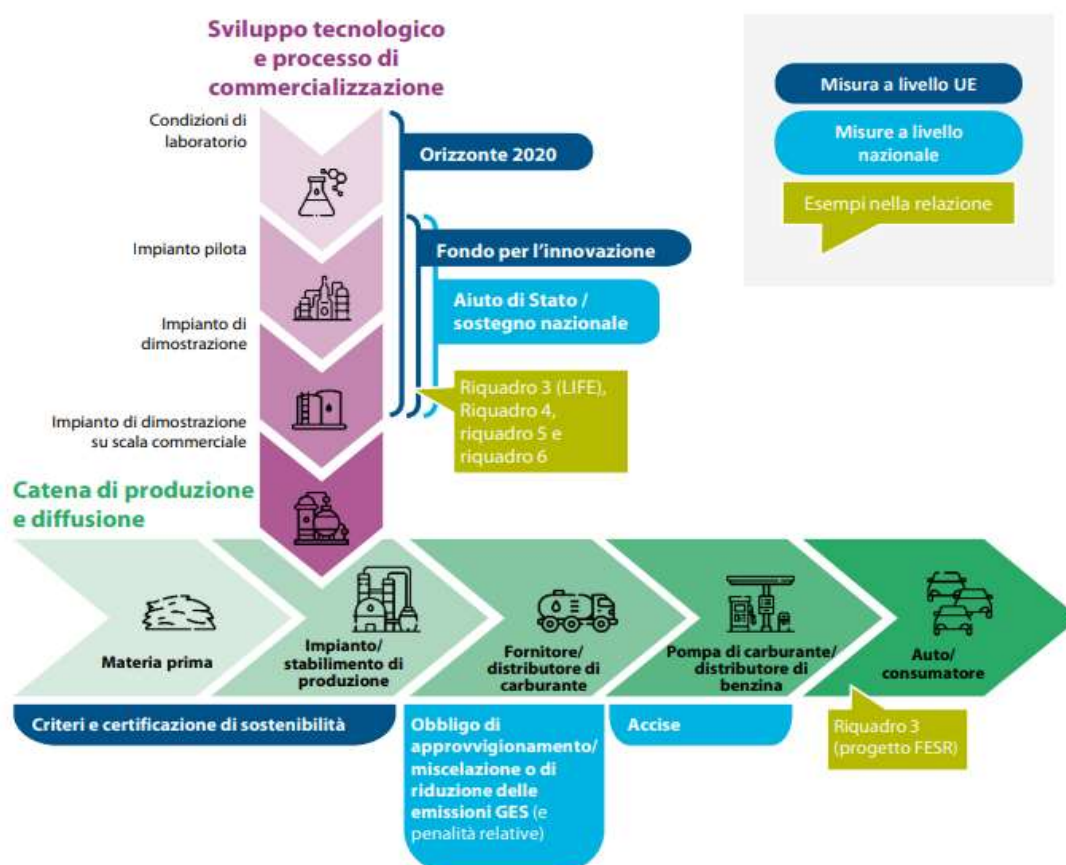 Sviluppo tecnologico
e processo di
commercializzazione
Condizioni di
laboratorio
Impianto pilota
Impianto di
dimostrazione
Impianto di dimostrazione
su scala commerciale
Orizzonte 2020
Fondo per l'innovazione
Aiuto di Stato /
sostegno nazionale
Riquadro 3 (LIFE),
Riquadro 4,
riquadro 5 e
riquadro 6
Misura a livello UE
Misure a livello
nazionale
Esempi nella relazione
Catena di produzione
e diffusione
Materia prima
Impianto/
stabilimento di
produzione
Fornitore/
distributore di
carburante
Pompa di carburante/
distributore di
benzina
Auto/
consumatore
Criteri e certificazione di sostenibilità
Obbligo di
approvvigionamento/
miscelazione o di
riduzione delle
emissioni GES (e
penalità relative)
Accise
Riquadro 3
(progetto FESR)